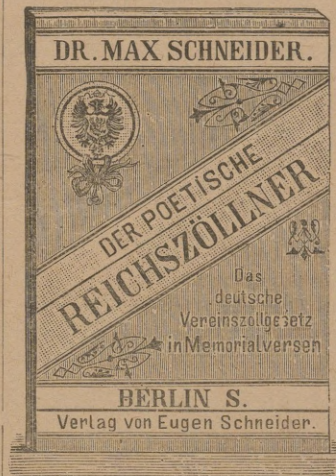 DR. MAX SCHNEIDER.
DER POETISCHE
REICHSZÖLLNER
Das
deutsche
Vereinszollgesetz
in Memorialversen
BERLIN S.
Verlag von Eugen Schneider.